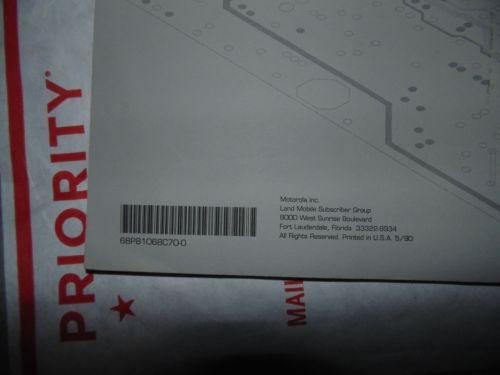 PRIORITY
MAIL
Motorola Inc.
Land Mobile Subscriber Group
8000 West Sunrise Boulevard
Fort Lauderdale, Florida 33322-9934
All Rights Reserved. Printed in U.S.A. 5/90
68P81068C70-O